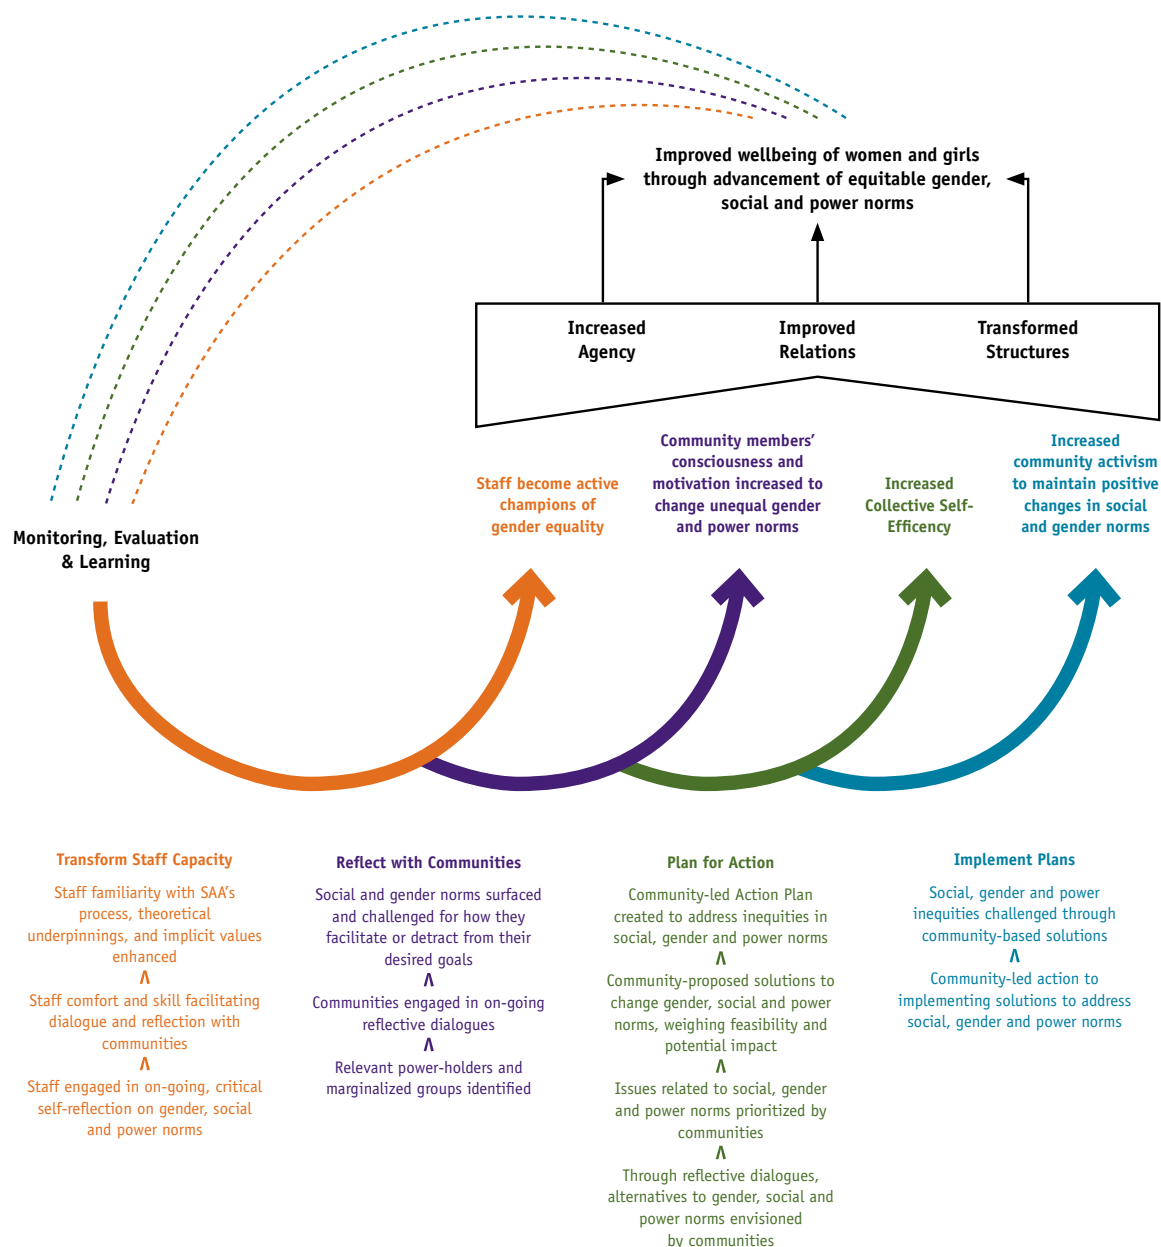 Improved wellbeing of women and girls
through advancement of equitable gender,
social and power norms
Increased
Agency
Improved
Relations
Transformed
Structures
Staff become active
champions of
gender equality
Community members’
consciousness and
motivation increased to
change unequal gender
and power norms
Increased
Collective Self-
Efficency
Increased
community activism
to maintain positive
changes in social
and gender norms
Monitoring, Evaluation
& Learning
Transform Staff Capacity
Staff familiarity with SAA’s
process, theoretical
underpinnings, and implicit values
enhanced
Staff comfort and skill facilitating
dialogue and reflection with
communities
Staff engaged in on-going, critical
self-reflection on gender, social
and power norms
Reflect with Communities
Social and gender norms surfaced
and challenged for how they
facilitate or detract from their
desired goals
Communities engaged in on-going
reflective dialogues
Relevant power-holders and
marginalized groups identified
Plan for Action
Community-led Action Plan
created to address inequities in
social, gender and power norms
Community-proposed solutions to
change gender, social and power
norms, weighing feasibility and
potential impact
Issues related to social, gender
and power norms prioritized by
communities
Through reflective dialogues,
alternatives to gender, social and
power norms envisioned
by communities
Implement Plans
Social, gender and power
inequities challenged through
community-based solutions
Community-led action to
implementing solutions to address
social, gender and power norms